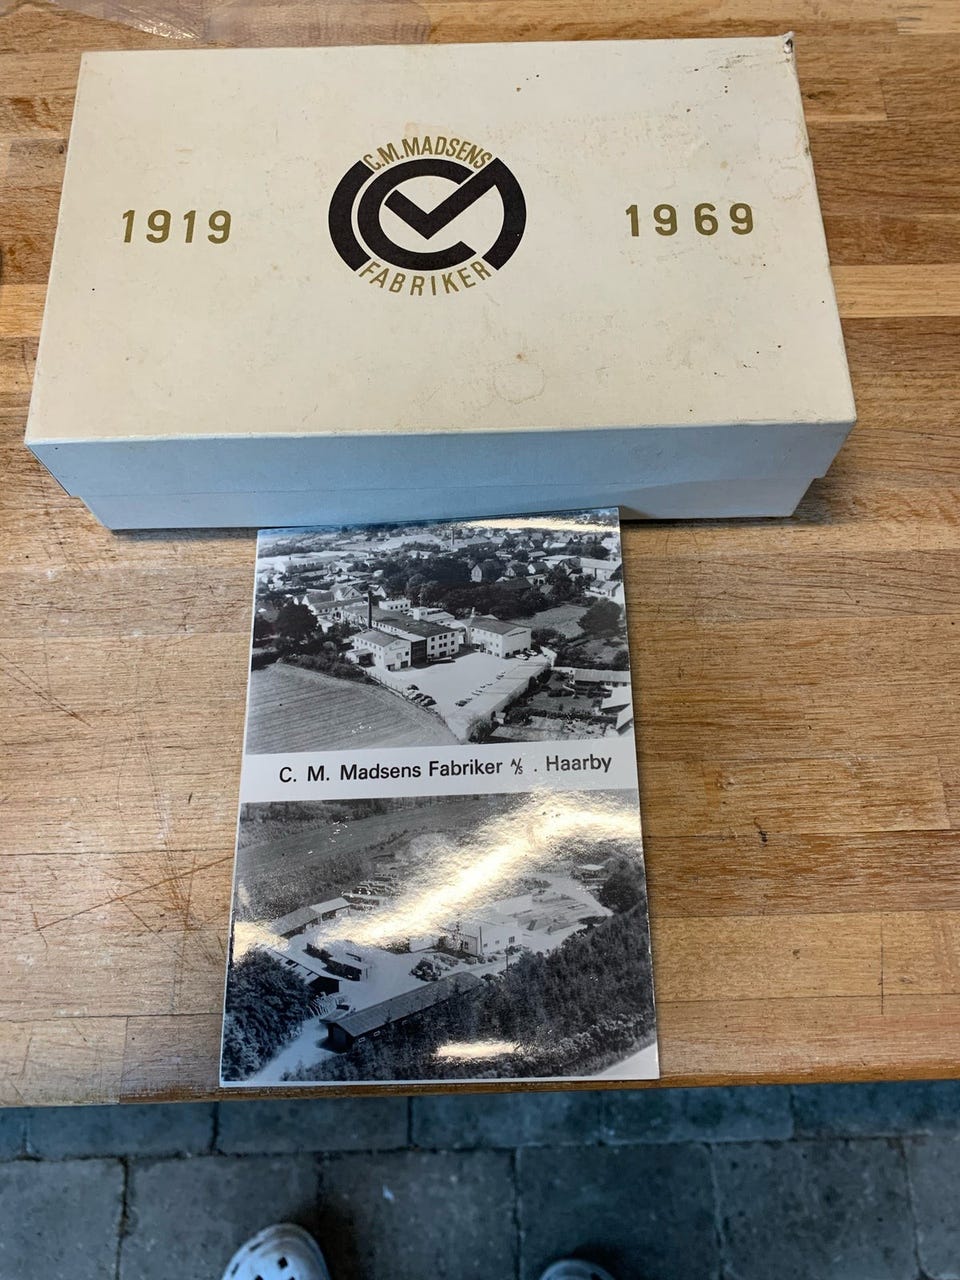 C.M.MADSENS
1919
1969
FABRIKER
C. M. Madsens Fabriker A/S . Haarby